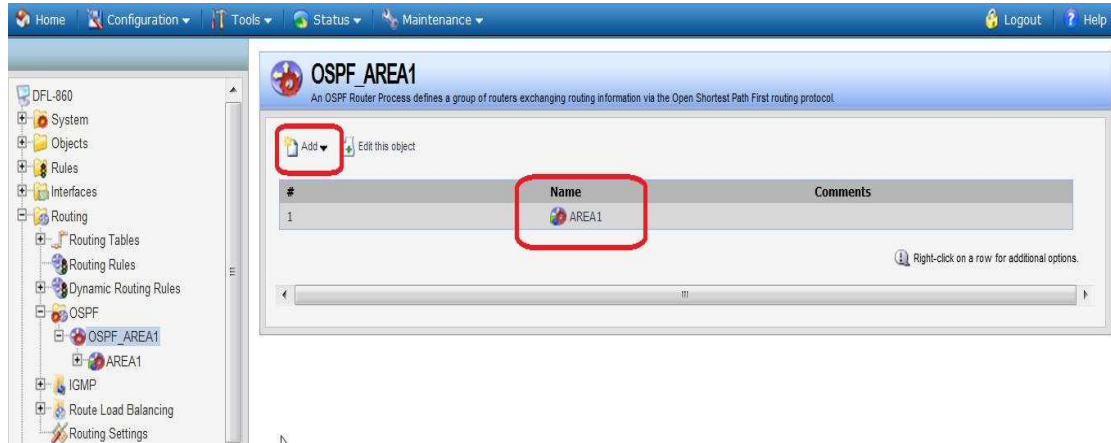 Home Configuration Tools Status Maintenance Logout Help
DFL-860
System
Objects
Rules
Interfaces
Routing
Routing Tables
Routing Rules
Dynamic Routing Rules
OSPF
OSPF_AREA1
AREA1
IGMP
Route Load Balancing
Routing Settings
OSPF_AREA1
An OSPF Router Process defines a group of routers exchanging routing information via the Open Shortest Path First routing protocol.
Add Edit this object
# Name Comments
1 AREA1
Right-click on a row for additional options.